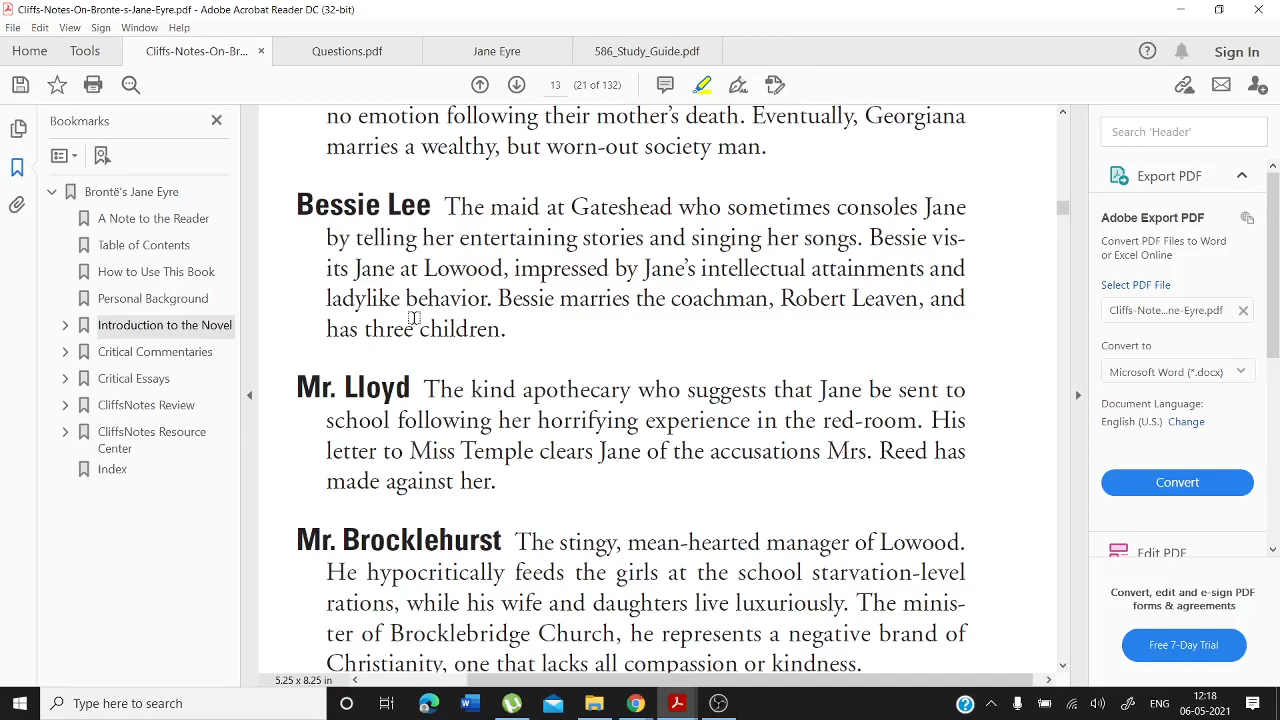 Cliffs-Notes-On-Bronte-s-Jane-Eyre.pdf - Adobe Acrobat Reader DC (32-bit)
File Edit View Sign Window Help
Home Tools Cliffs-Notes-On-Br... × Questions.pdf Jane Eyre 586_Study_Guide.pdf Sign In
13 (21 of 132)
Bookmarks
Brontë's Jane Eyre
A Note to the Reader
Table of Contents
How to Use This Book
Personal Background
Introduction to the Novel
Critical Commentaries
Critical Essays
CliffsNotes Review
CliffsNotes Resource
Center
Index
no emotion following their mother's death. Eventually, Georgiana
marries a wealthy, but worn-out society man.
Bessie Lee The maid at Gateshead who sometimes consoles Jane
by telling her entertaining stories and singing her songs. Bessie vis-
its Jane at Lowood, impressed by Jane's intellectual attainments and
ladylike behavior. Bessie marries the coachman, Robert Leaven, and
has three children.
Mr. Lloyd The kind apothecary who suggests that Jane be sent to
school following her horrifying experience in the red-room. His
letter to Miss Temple clears Jane of the accusations Mrs. Reed has
made against her.
Mr. Brocklehurst The stingy, mean-hearted manager of Lowood.
He hypocritically feeds the girls at the school starvation-level
rations, while his wife and daughters live luxuriously. The minis-
ter of Brocklebridge Church, he represents a negative brand of
Christianity, one that lacks all compassion or kindness.
5.25 x 8.25 in
Search 'Header'
Export PDF
Adobe Export PDF
Convert PDF Files to Word
or Excel Online
Select PDF File
Cliffs-Note...ne-Eyre.pdf
Convert to
Microsoft Word (*.docx)
Document Language:
English (U.S.) Change
Convert
Edit PDF
Convert, edit and e-sign PDF
forms & agreements
Free 7-Day Trial
Type here to search
ENG
12:18
06-05-2021